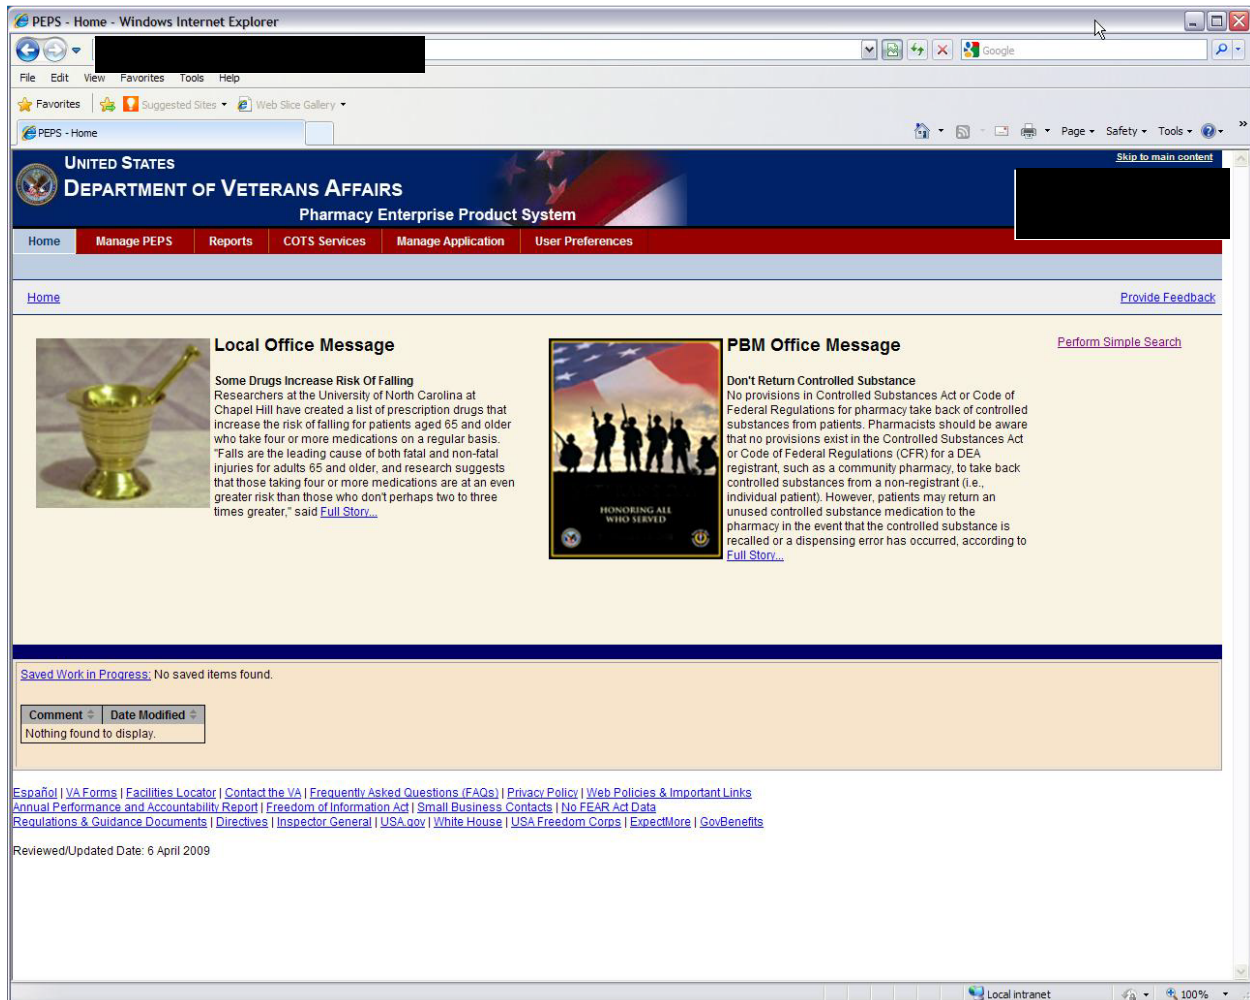 PEPS - Home - Windows Internet Explorer
Google
File Edit View Favorites Tools Help
Favorites Suggested Sites Web Slice Gallery
PEPS - Home
Page Safety Tools »
UNITED STATES
DEPARTMENT OF VETERANS AFFAIRS
Pharmacy Enterprise Product System
Skip to main content
Home Manage PEPS Reports COTS Services Manage Application User Preferences
Home
Provide Feedback
Local Office Message
Some Drugs Increase Risk Of Falling
Researchers at the University of North Carolina at
Chapel Hill have created a list of prescription drugs that
increase the risk of falling for patients aged 65 and older
who take four or more medications on a regular basis.
"Falls are the leading cause of both fatal and non-fatal
injuries for adults 65 and older, and research suggests
that those taking four or more medications are at an even
greater risk than those who don't perhaps two to three
times greater," said Full Story...
HONORING ALL
WHO SERVED
PBM Office Message
Don't Return Controlled Substance
No provisions in Controlled Substances Act or Code of
Federal Regulations for pharmacy take back of controlled
substances from patients. Pharmacists should be aware
that no provisions exist in the Controlled Substances Act
or Code of Federal Regulations (CFR) for a DEA
registrant, such as a community pharmacy, to take back
controlled substances from a non-registrant (i.e.,
individual patient). However, patients may return an
unused controlled substance medication to the
pharmacy in the event that the controlled substance is
recalled or a dispensing error has occurred, according to
Full Story...
Perform Simple Search
Saved Work in Progress: No saved items found.
Comment Date Modified
Nothing found to display.
Español | VA Forms | Facilities Locator | Contact the VA | Frequently Asked Questions (FAQs) | Privacy Policy | Web Policies & Important Links
Annual Performance and Accountability Report | Freedom of Information Act | Small Business Contacts | No FEAR Act Data
Regulations & Guidance Documents | Directives | Inspector General | USA.gov | White House | USA Freedom Corps | ExpectMore | GovBenefits
Reviewed/Updated Date: 6 April 2009
Local intranet
100%